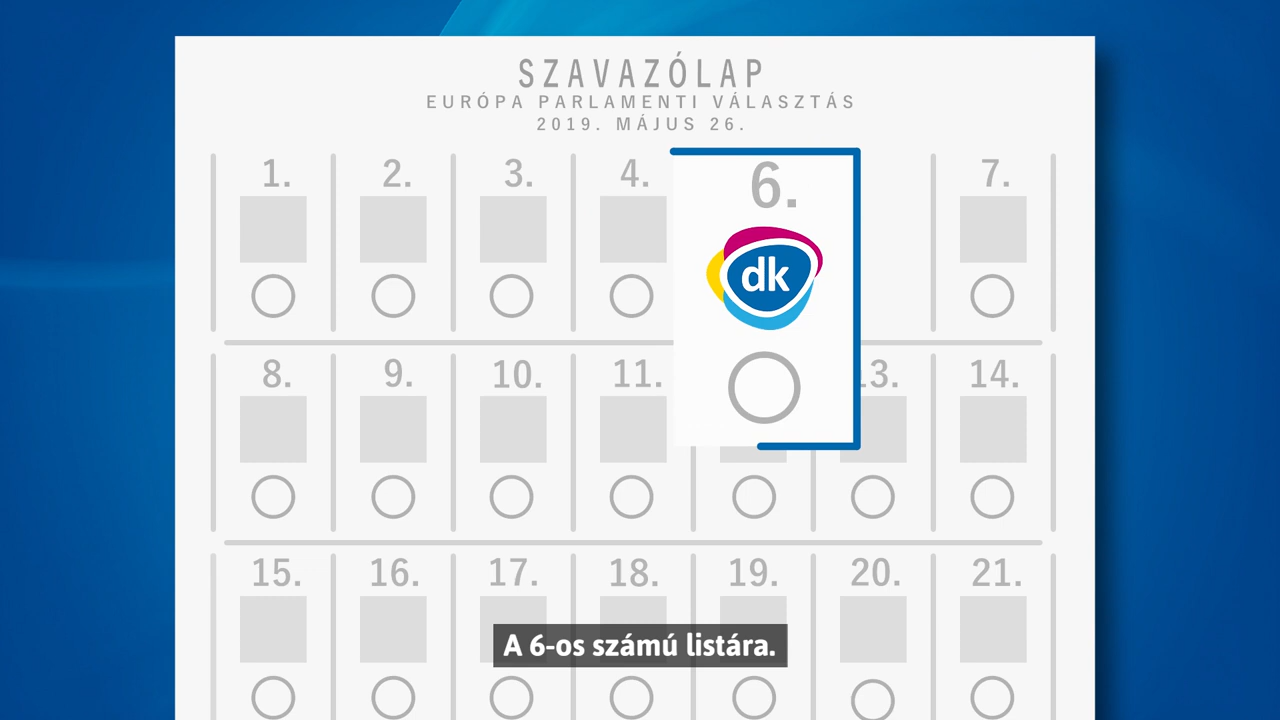 SZAVAZÓLAP
EURÓPA PARLAMENTI VÁLASZTÁS
2019. MÁJUS 26.
1. 2. 3. 4. 6. 7.
dk
8. 9. 10. 11. 13. 14.
15. 16. 17. 18. 19. 20. 21.
A 6-os számú listára.